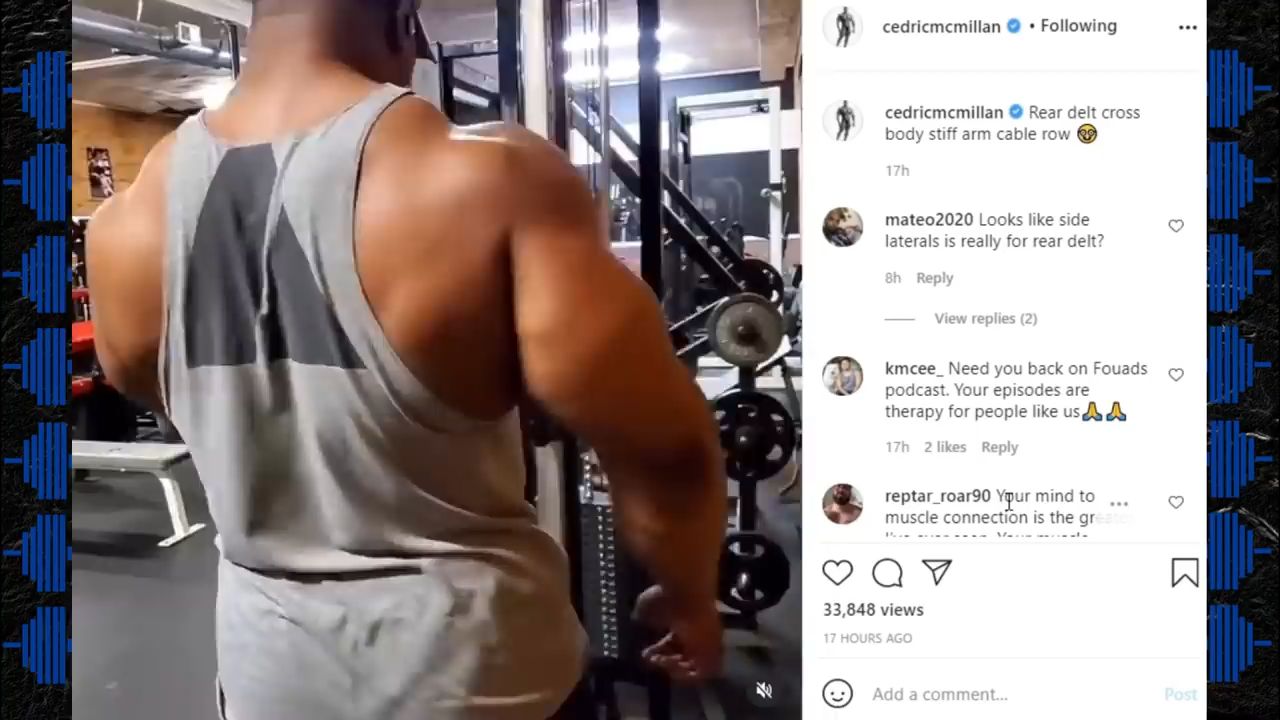 cedricmcmillan • Following
cedricmcmillan Rear delt cross
body stiff arm cable row 🤓
17h
mateo2020 Looks like side
laterals is really for rear delt?
8h Reply
View replies (2)
kmcee_ Need you back on Fouads
podcast. Your episodes are
therapy for people like us🙏🙏
17h 2 likes Reply
reptar_roar90 Your mind to
muscle connection is the
33,848 views
17 HOURS AGO
Add a comment... Post